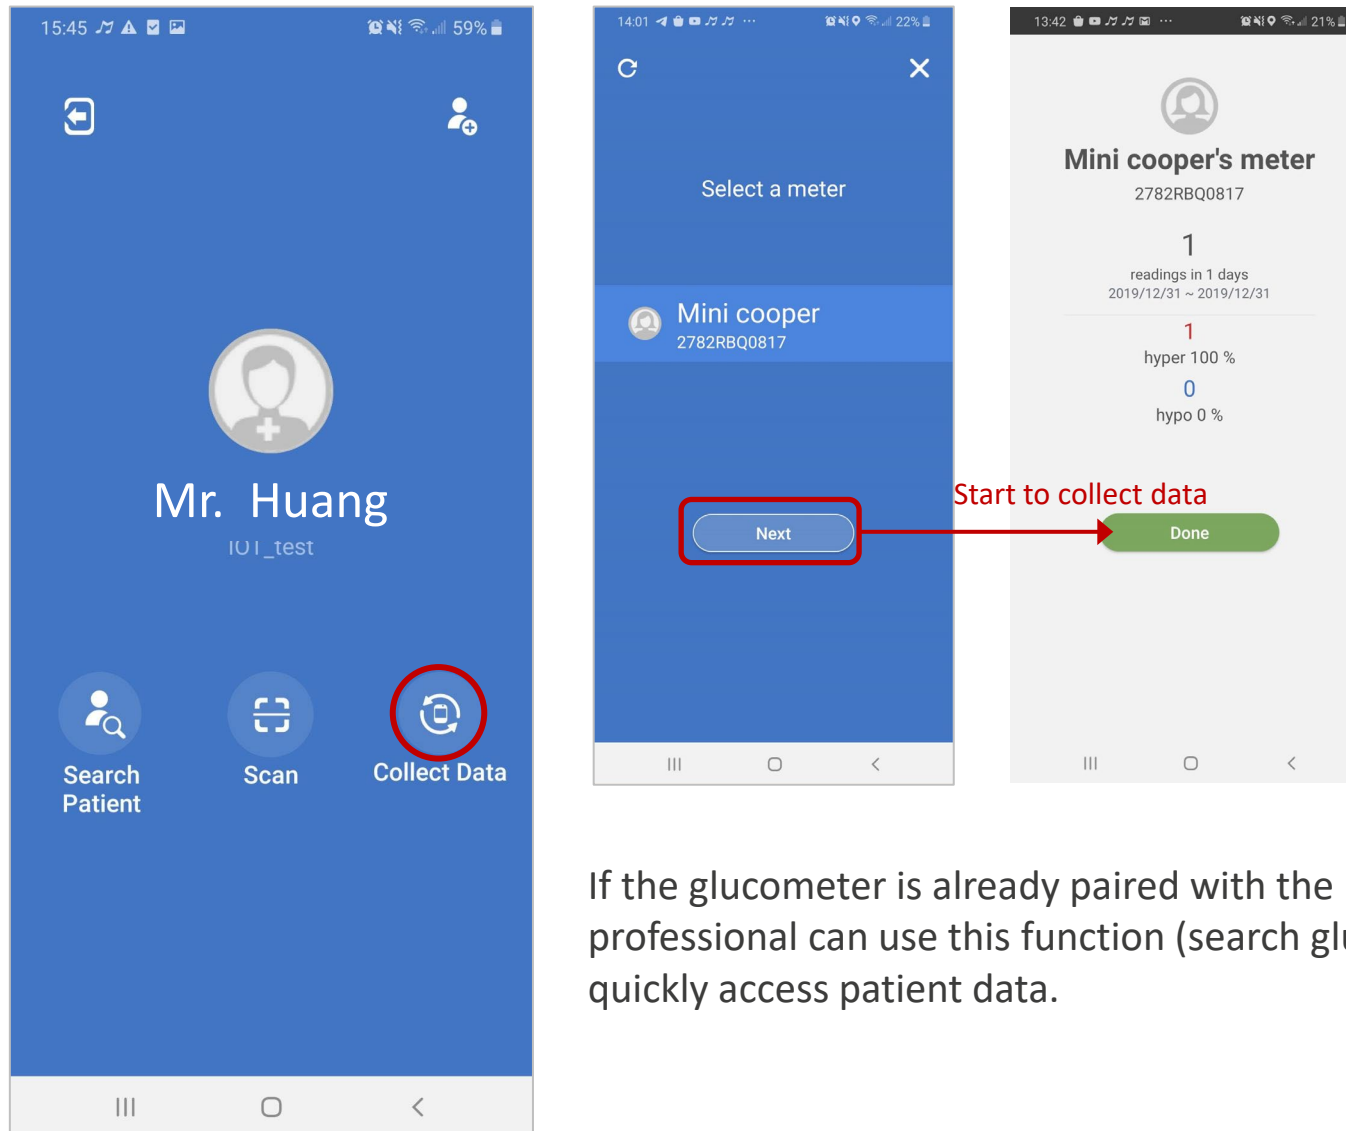 15:45
59%
Mr. Huang
IOT_test
Search
Patient
Scan
Collect Data
14:01
22%
Select a meter
Mini cooper
2782RBQ0817
Next
Start to collect data
13:42
21%
Mini cooper's meter
2782RBQ0817
1
readings in 1 days
2019/12/31 ~ 2019/12/31
1
hyper 100 %
0
hypo 0 %
Done
If the glucometer is already paired with the
professional can use this function (search
quickly access patient data.